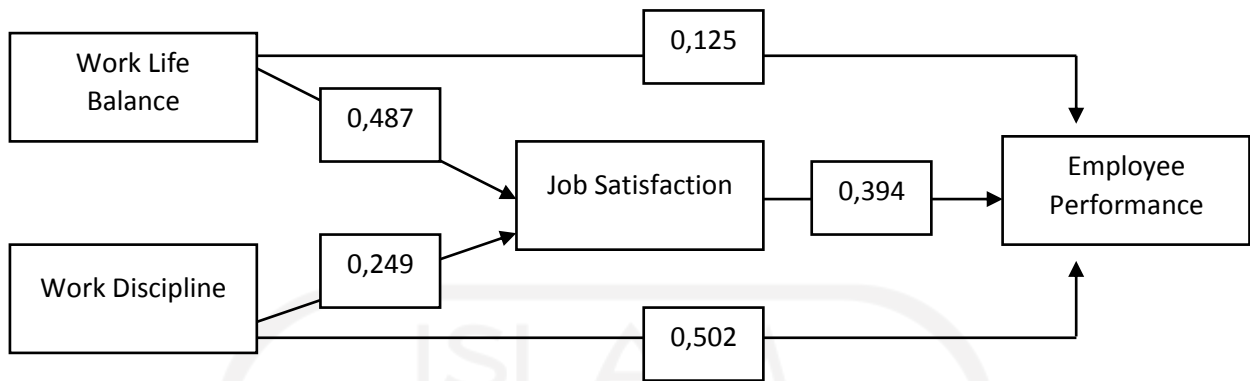 0,125
Work Life
Balance
0,487
Job Satisfaction
0,394
Employee
Performance
0,249
Work Discipline
0,502